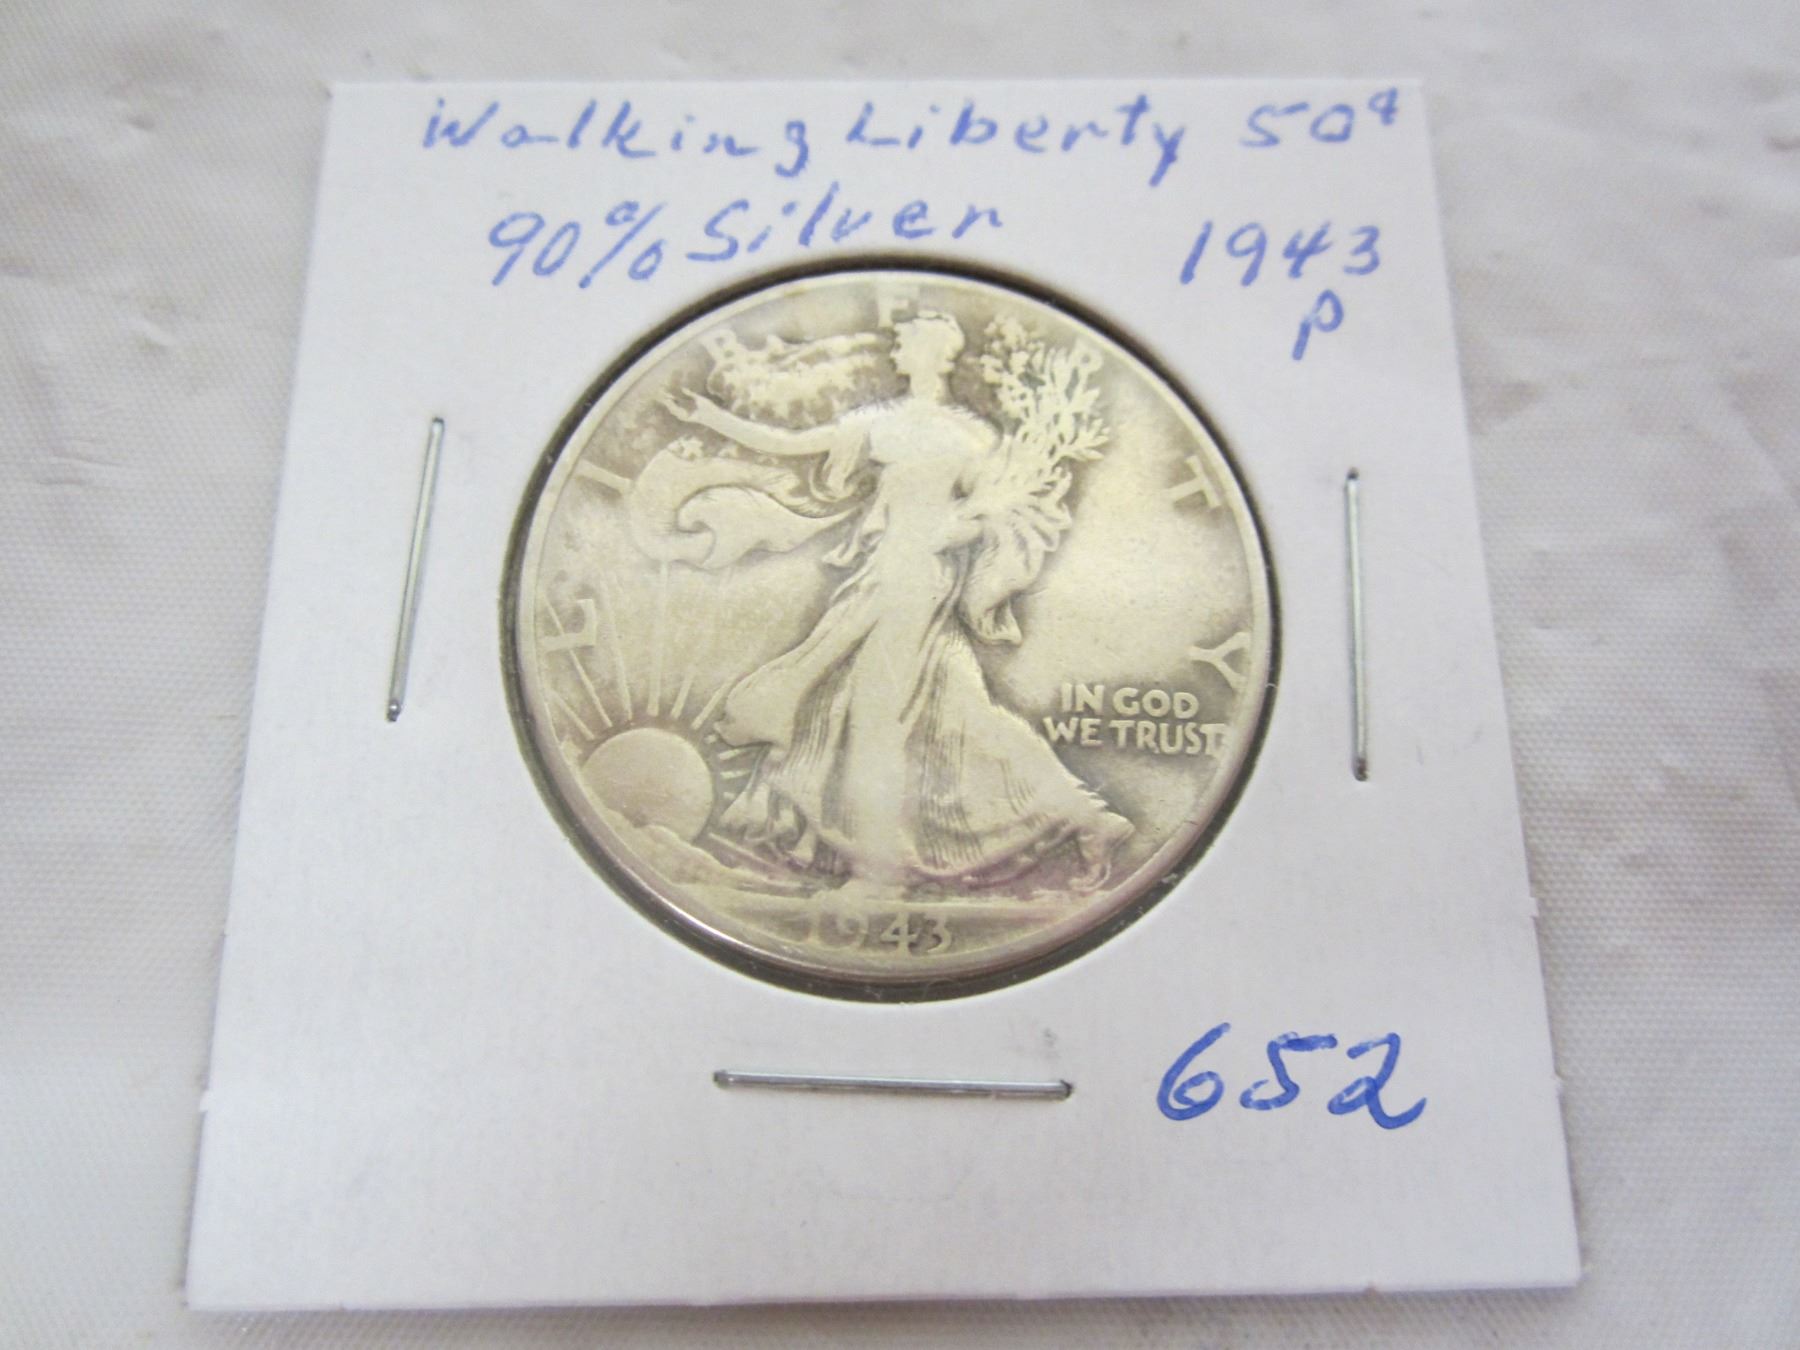 Walking Liberty 50¢
90% Silver 1943
P
LIBERTY
IN GOD
WE TRUST
1943
652